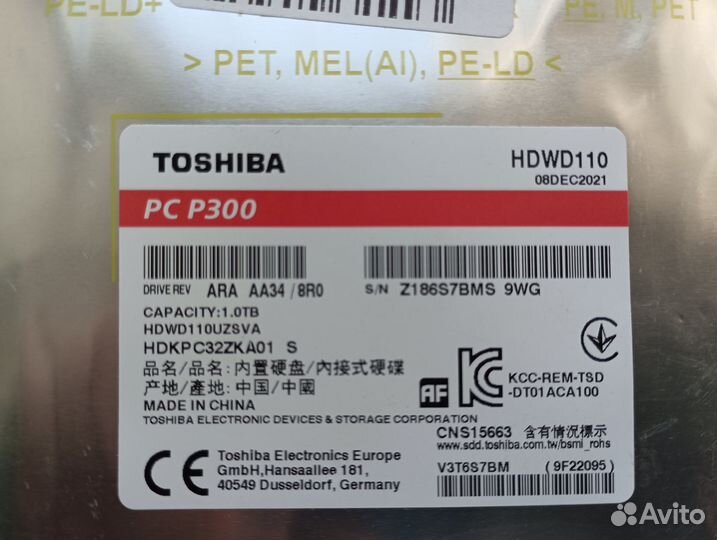 PE-LD+
PE, M, PET
> PET, MEL(AI), PE-LD <
TOSHIBA
HDWD110
08DEC2021
PC P300
DRIVE REV ARA AA34 / 8R0
S/N Z186S7BMS 9WG
CAPACITY:1.0TB
HDWD110UZSVA
HDKPC32ZKA01 S
品名/品名: 内置硬盘/內接式硬碟
产地/產地: 中国/中國
MADE IN CHINA
TOSHIBA ELECTRONIC DEVICES & STORAGE CORPORATION
AF
KCC-REM-TSD
-DT01ACA100
CNS15663 含有情況標示
www.sdd.toshiba.com.tw/bsmi_rohs
CE Toshiba Electronics Europe
GmbH,Hansaallee 181,
40549 Dusseldorf, Germany
V3T6S7BM (9F22095)
Avito